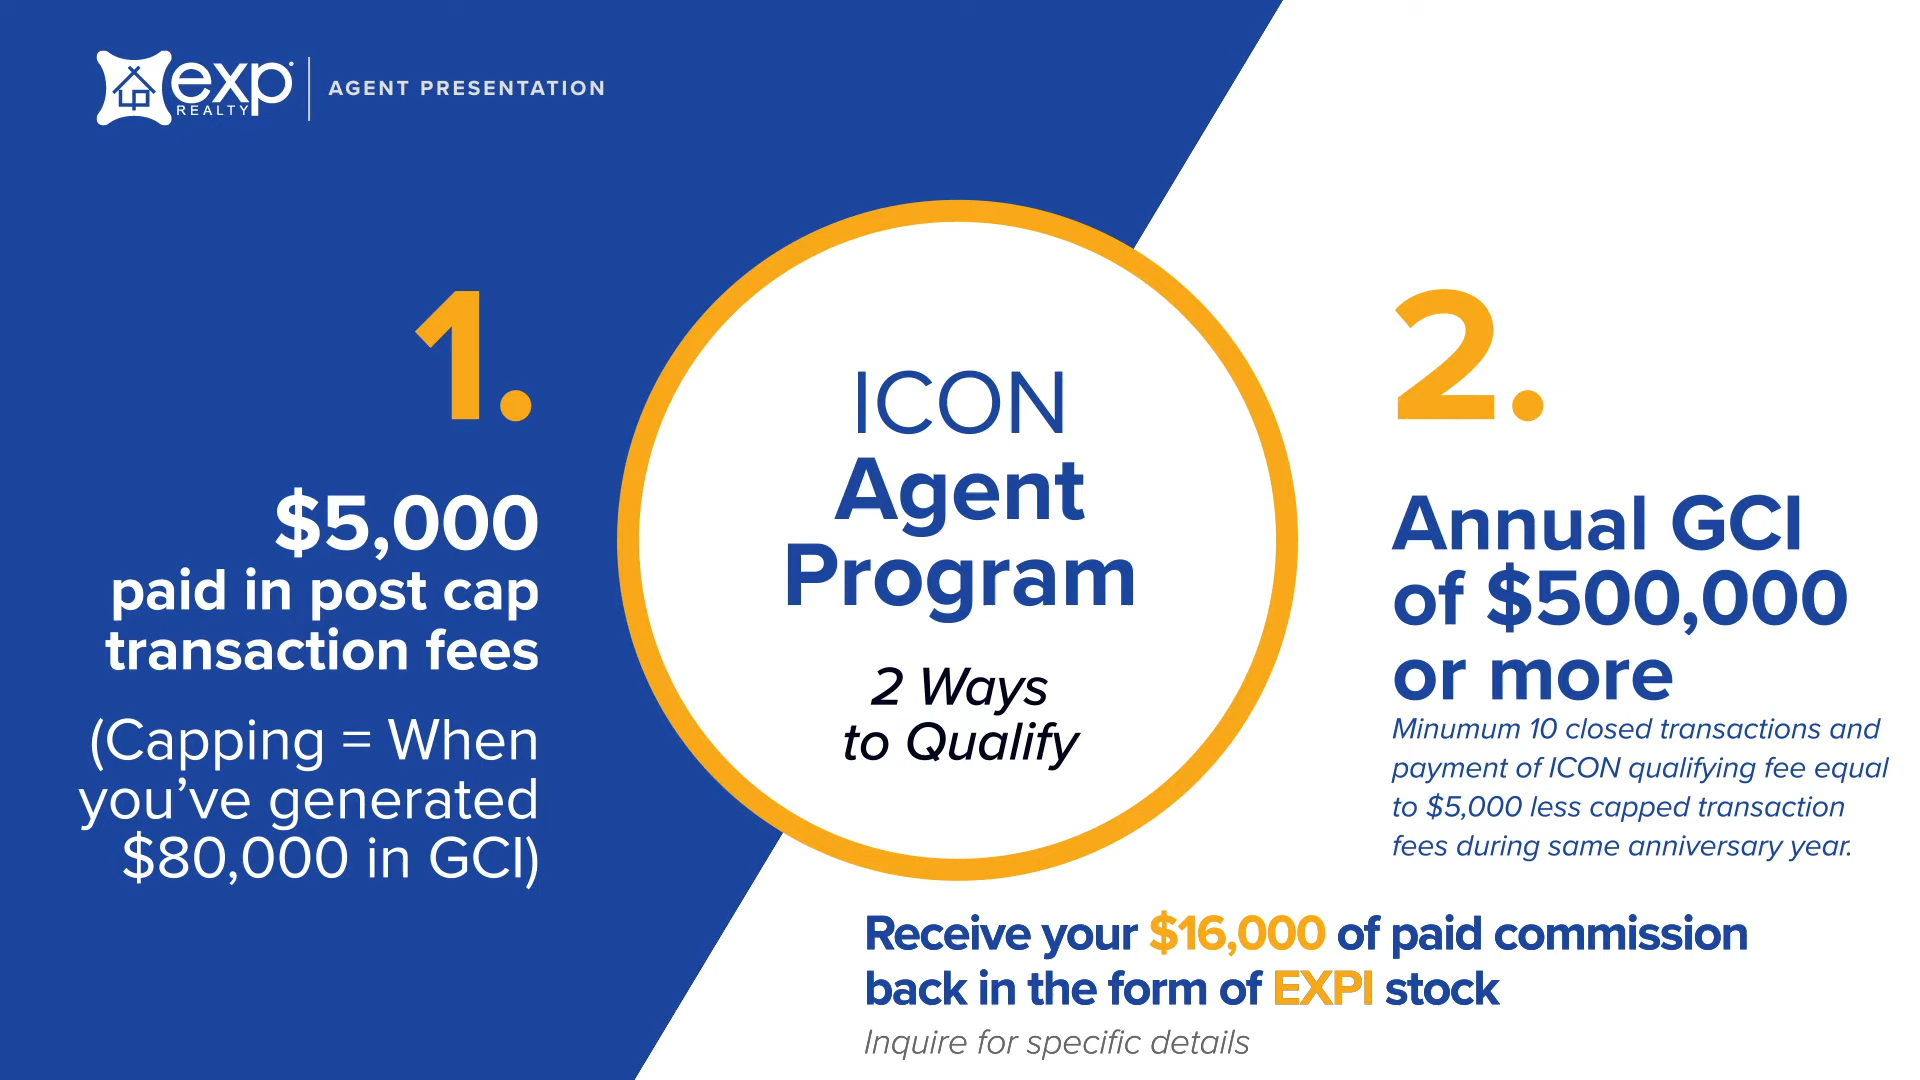 exp
REALTY
AGENT PRESENTATION
1.
$5,000
paid in post cap
transaction fees
(Capping = When
you've generated
$80,000 in GCI)
ICON
Agent
Program
2 Ways
to Qualify
2.
Annual GCI
of $500,000
or more
Minumum 10 closed transactions and
payment of ICON qualifying fee equal
to $5,000 less capped transaction
fees during same anniversary year.
Receive your $16,000 of paid commission
back in the form of EXPI stock
Inquire for specific details